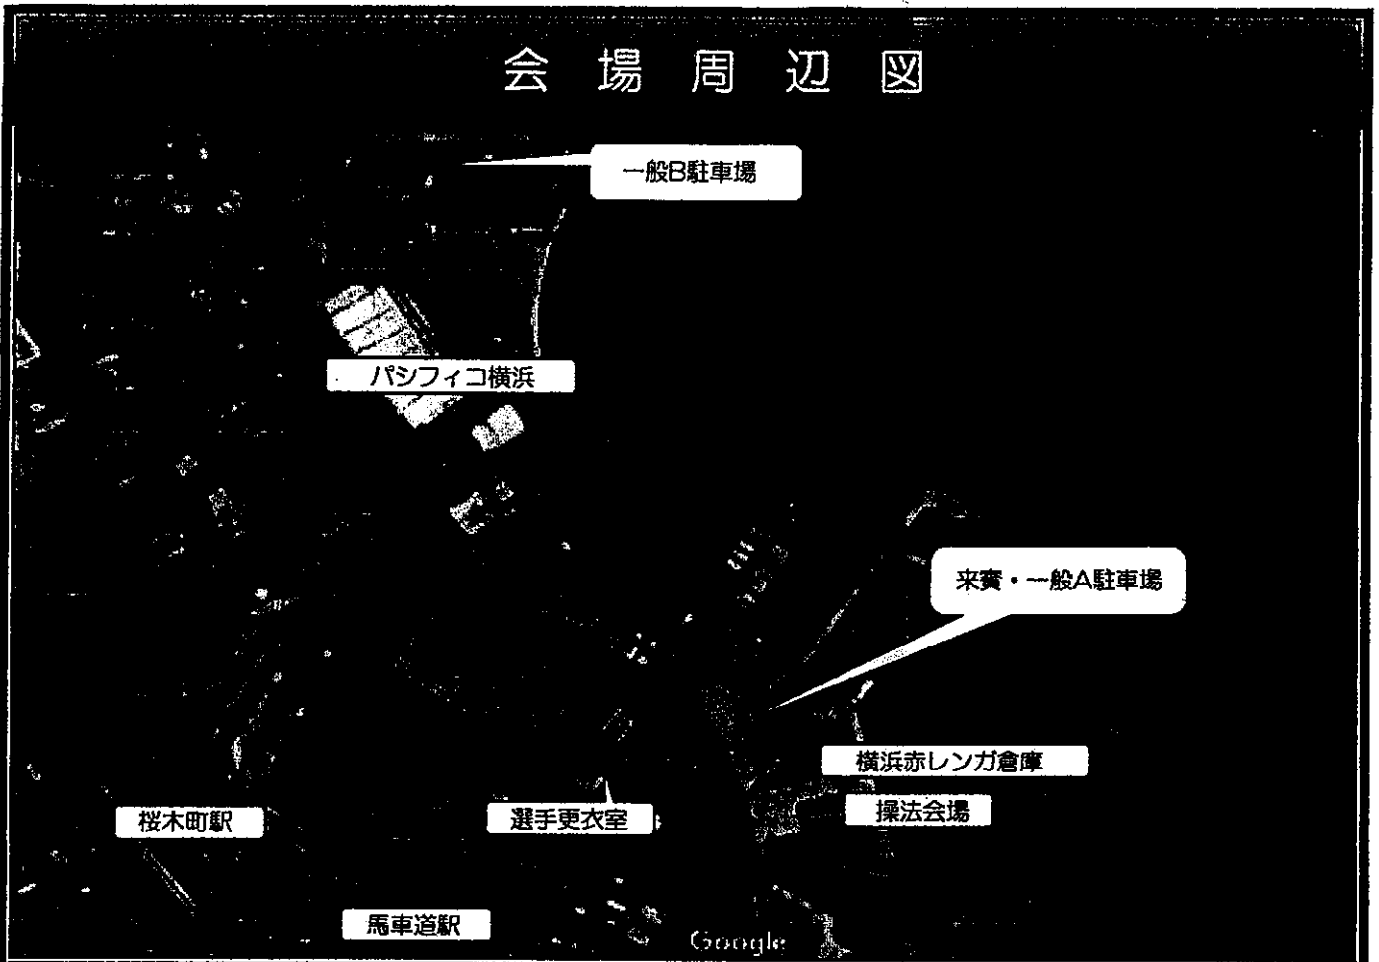 会場周辺図
一般B駐車場
パシフィコ横浜
来賓・一般A駐車場
横浜赤レンガ倉庫
操法会場
選手更衣室
桜木町駅
馬車道駅
Google